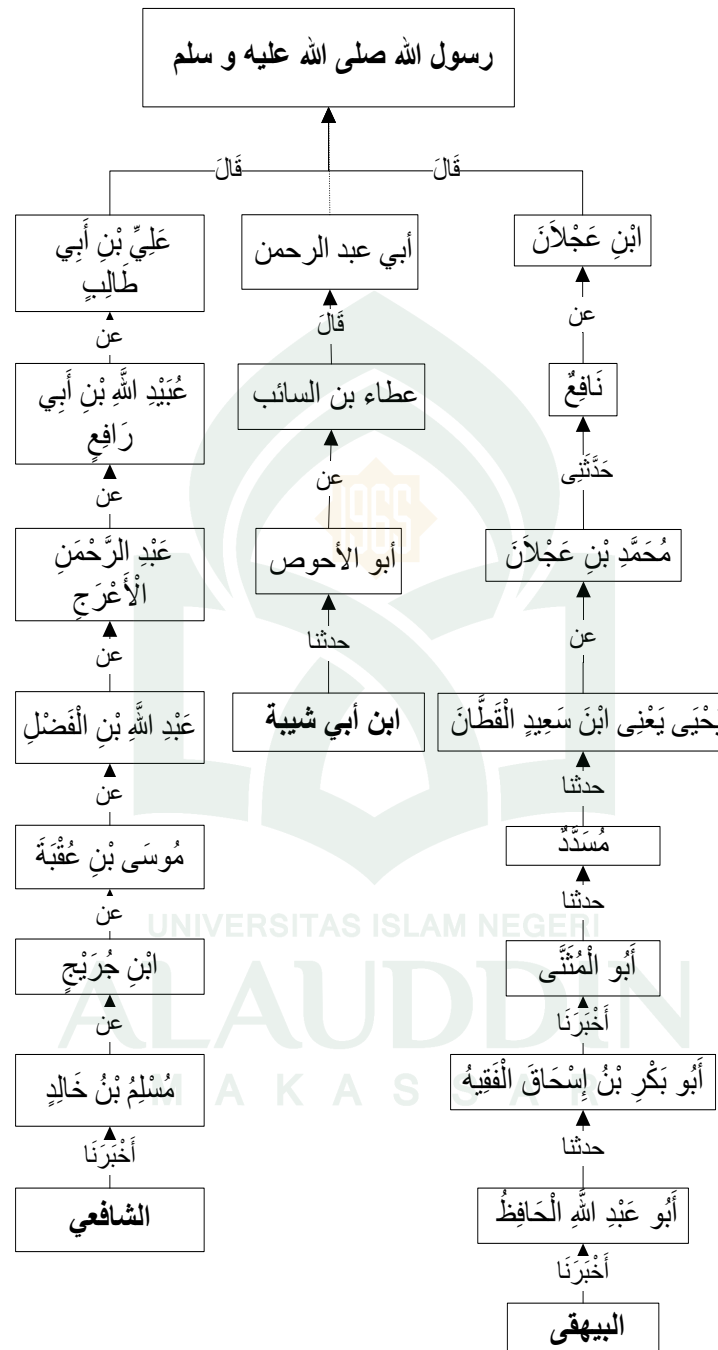 رسول الله صلى الله عليه و سلم
قَالَ
قَالَ
ابْنِ عَجْلاَنَ
عن
نَافِعٌ
حَدَّثَنِى
مُحَمَّدِ بْنِ عَجْلاَنَ
عن
يَحْيَى يَعْنِى ابْنَ سَعِيدٍ الْقَطَّانَ
حدثنا
مُسَدَّدٌ
حدثنا
أَبُو الْمُثَنَّى
أَخْبَرَنَا
أَبُو بَكْرِ بْنُ إِسْحَاقَ الْفَقِيهُ
حدثنا
أَبُو عَبْدِ اللَّهِ الْحَافِظُ
أَخْبَرَنَا
البيهقى
أبي عبد الرحمن
قَالَ
عطاء بن السائب
عن
أبو الأحوص
حدثنا
ابن أبي شيبة
عَلِيِّ بْنِ أَبِي
طَالِبٍ
عن
عُبَيْدِ اللَّهِ بْنِ أَبِي
رَافِعٍ
عن
عَبْدِ الرَّحْمَنِ
الْأَعْرَجِ
عن
عَبْدِ اللَّهِ بْنِ الْفَضْلِ
عن
مُوسَى بْنِ عُقْبَةَ
عن
ابْنِ جُرَيْجٍ
عن
مُسْلِمُ بْنُ خَالِدٍ
أَخْبَرَنَا
الشافعي
1965
UNIVERSITAS ISLAM NEGERI
ALAUDDIN
MAKASSAR